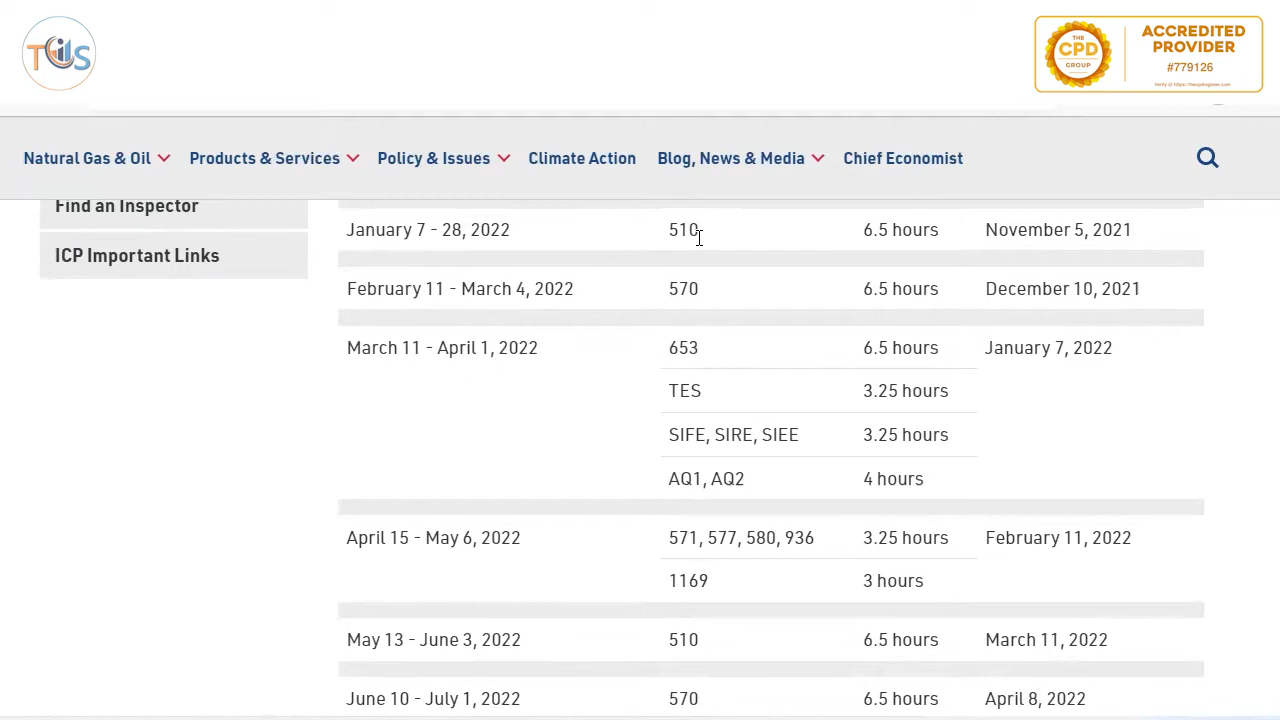 TCILS
THE
CPD
GROUP
ACCREDITED
PROVIDER
#779126
Natural Gas & Oil Products & Services Policy & Issues Climate Action Blog, News & Media Chief Economist
Find an Inspector
ICP Important Links
January 7 - 28, 2022 510 6.5 hours November 5, 2021
February 11 - March 4, 2022 570 6.5 hours December 10, 2021
March 11 - April 1, 2022 653 6.5 hours January 7, 2022
TES 3.25 hours
SIFE, SIRE, SIEE 3.25 hours
AQ1, AQ2 4 hours
April 15 - May 6, 2022 571, 577, 580, 936 3.25 hours February 11, 2022
1169 3 hours
May 13 - June 3, 2022 510 6.5 hours March 11, 2022
June 10 - July 1, 2022 570 6.5 hours April 8, 2022